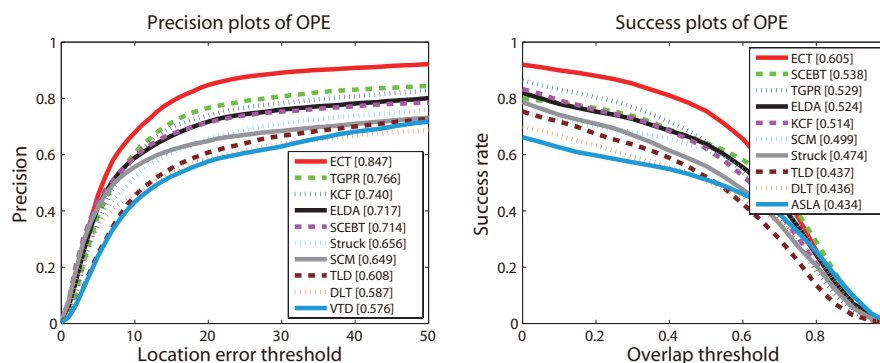 Precision plots of OPE
Precision
1
0.8
0.6
0.4
0.2
0
0 10 20 30 40 50
Location error threshold
ECT [0.847]
TGPR [0.766]
KCF [0.740]
ELDA [0.717]
SCEBT [0.714]
Struck [0.656]
SCM [0.649]
TLD [0.608]
DLT [0.587]
VTD [0.576]
Success plots of OPE
Success rate
1
0.8
0.6
0.4
0.2
0
0 0.2 0.4 0.6 0.8
Overlap threshold
ECT [0.605]
SCEBT [0.538]
TGPR [0.529]
ELDA [0.524]
KCF [0.514]
SCM [0.499]
Struck [0.474]
TLD [0.437]
DLT [0.436]
ASLA [0.434]